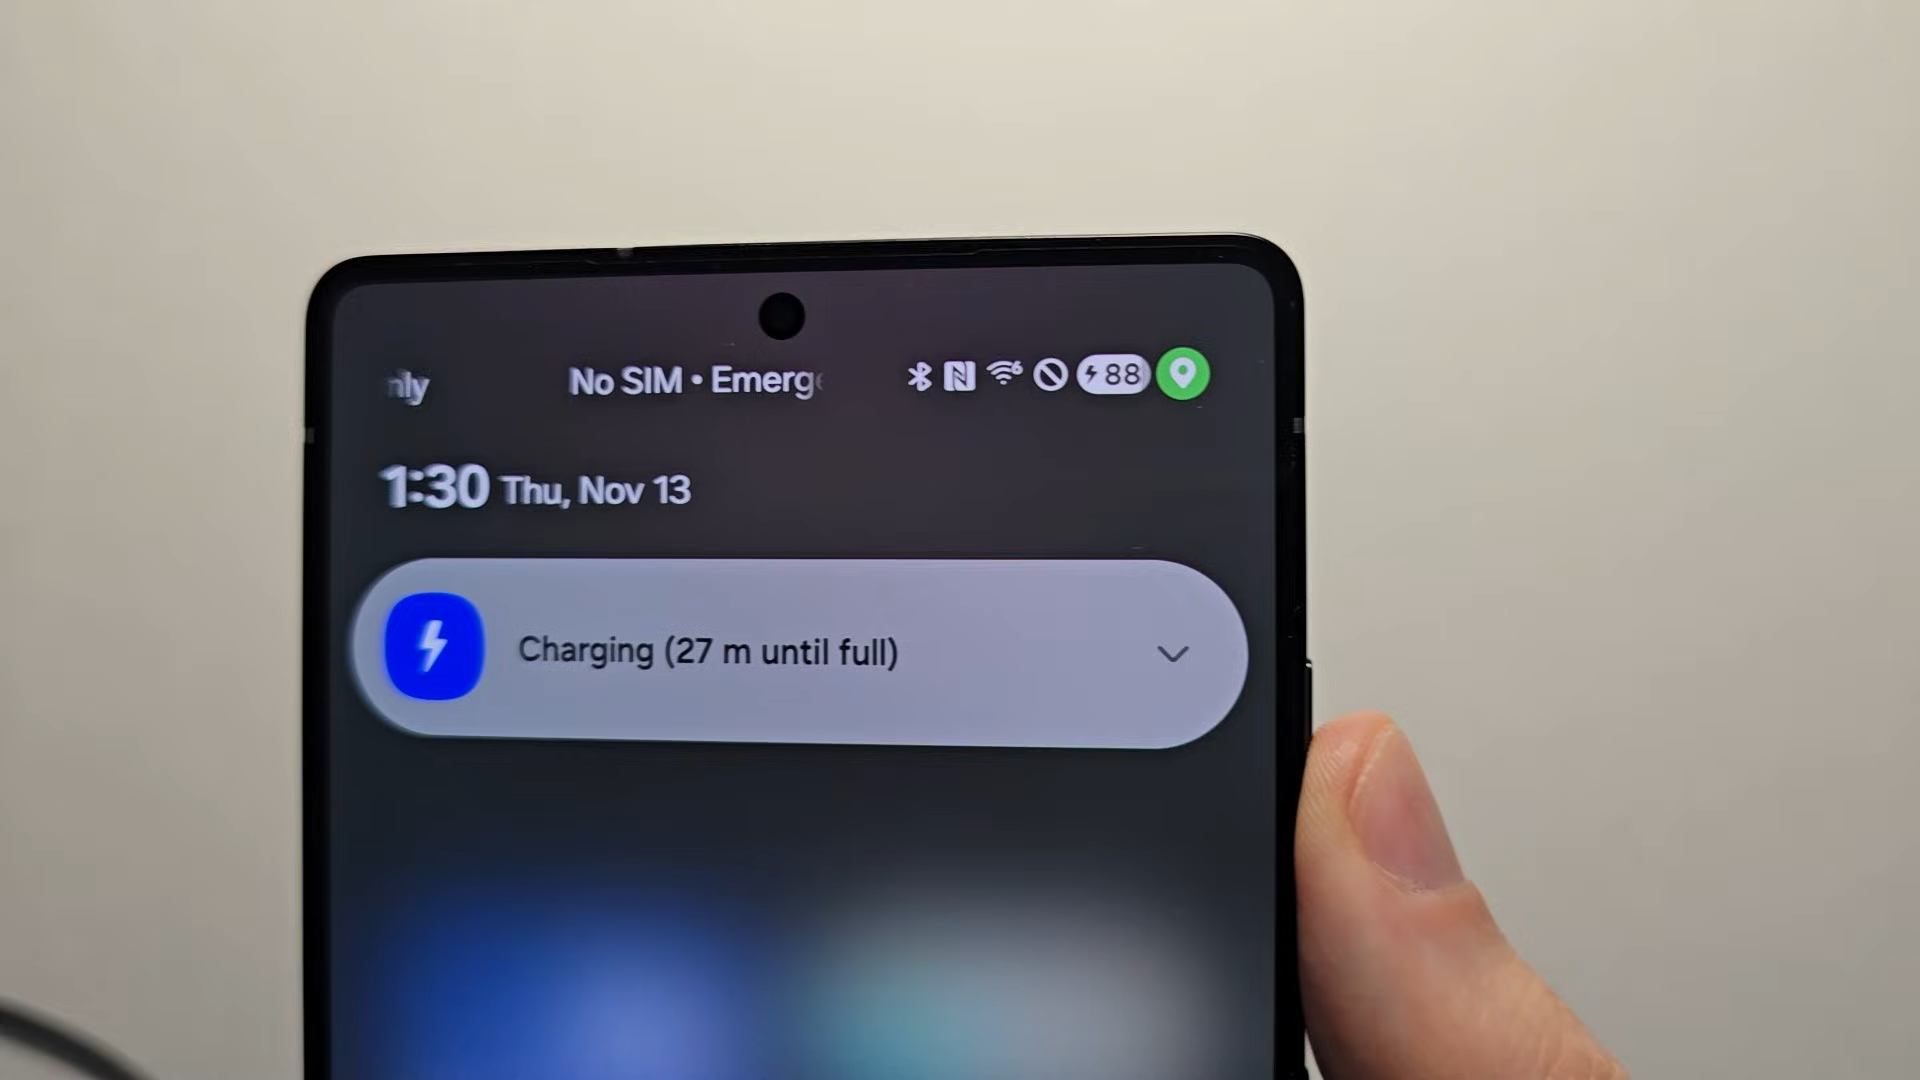 nly No SIM • Emerg 88
1:30 Thu, Nov 13
Charging (27 m until full)